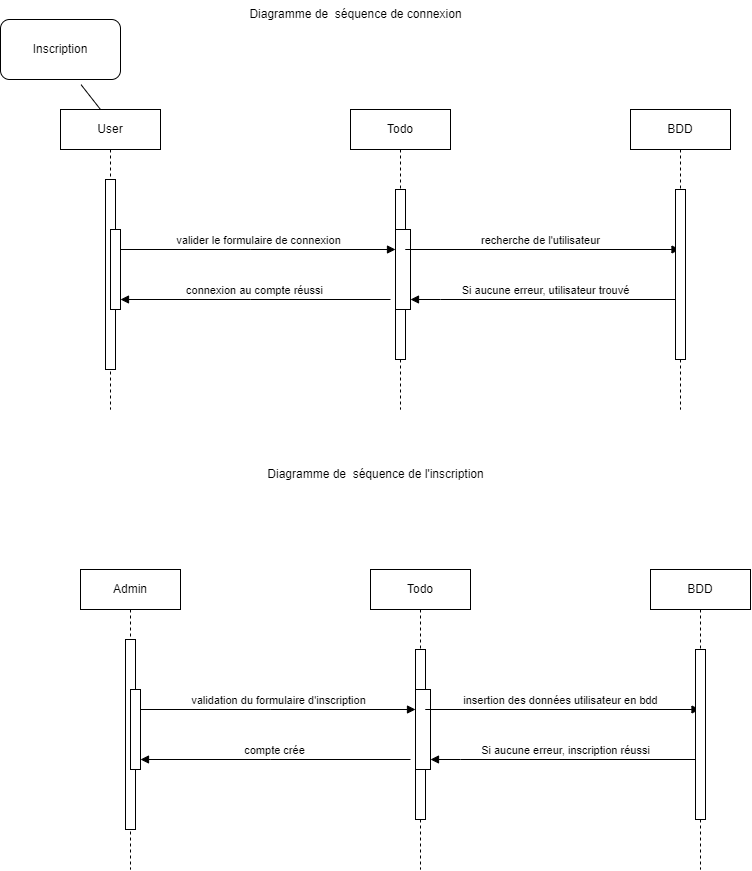 Diagramme de  séquence de connexion
Inscription
User
Todo
BDD
valider le formulaire de connexion
recherche de l'utilisateur
connexion au compte réussi
Si aucune erreur, utilisateur trouvé
Diagramme de  séquence de l'inscription
Admin
Todo
BDD
validation du formulaire d'inscription
insertion des données utilisateur en bdd
compte crée
Si aucune erreur, inscription réussi